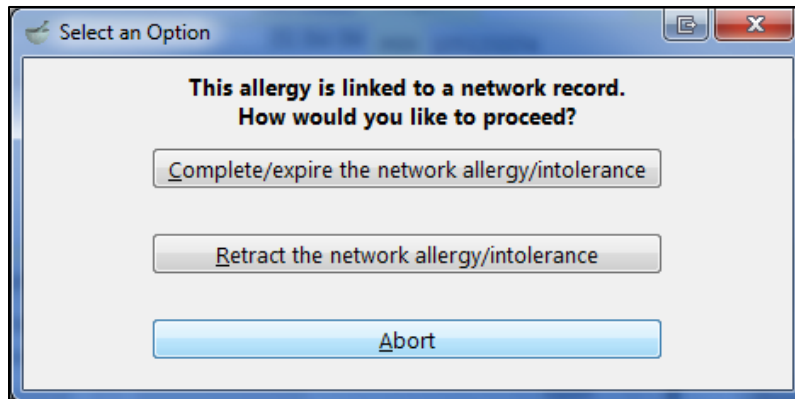 Select an Option
This allergy is linked to a network record.
How would you like to proceed?
Complete/expire the network allergy/intolerance
Retract the network allergy/intolerance
Abort